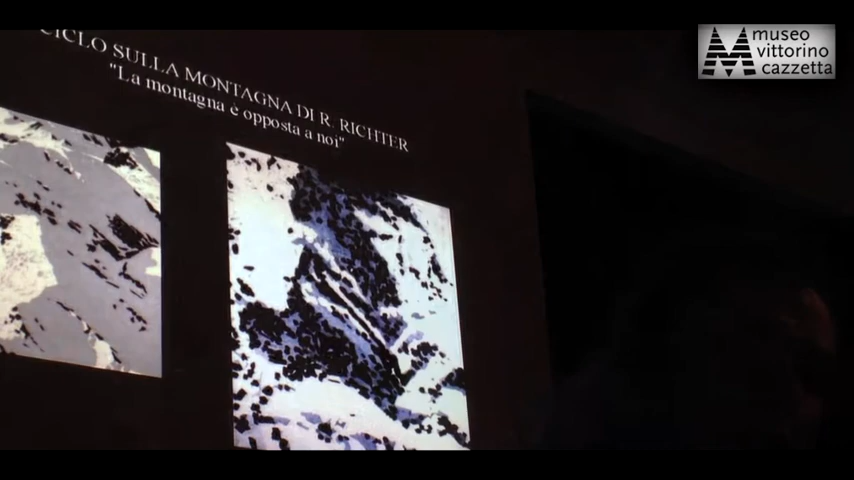 CICLO SULLA MONTAGNA DI R. RICHTER
"La montagna è opposta a noi"
museo
vittorino
cazzetta